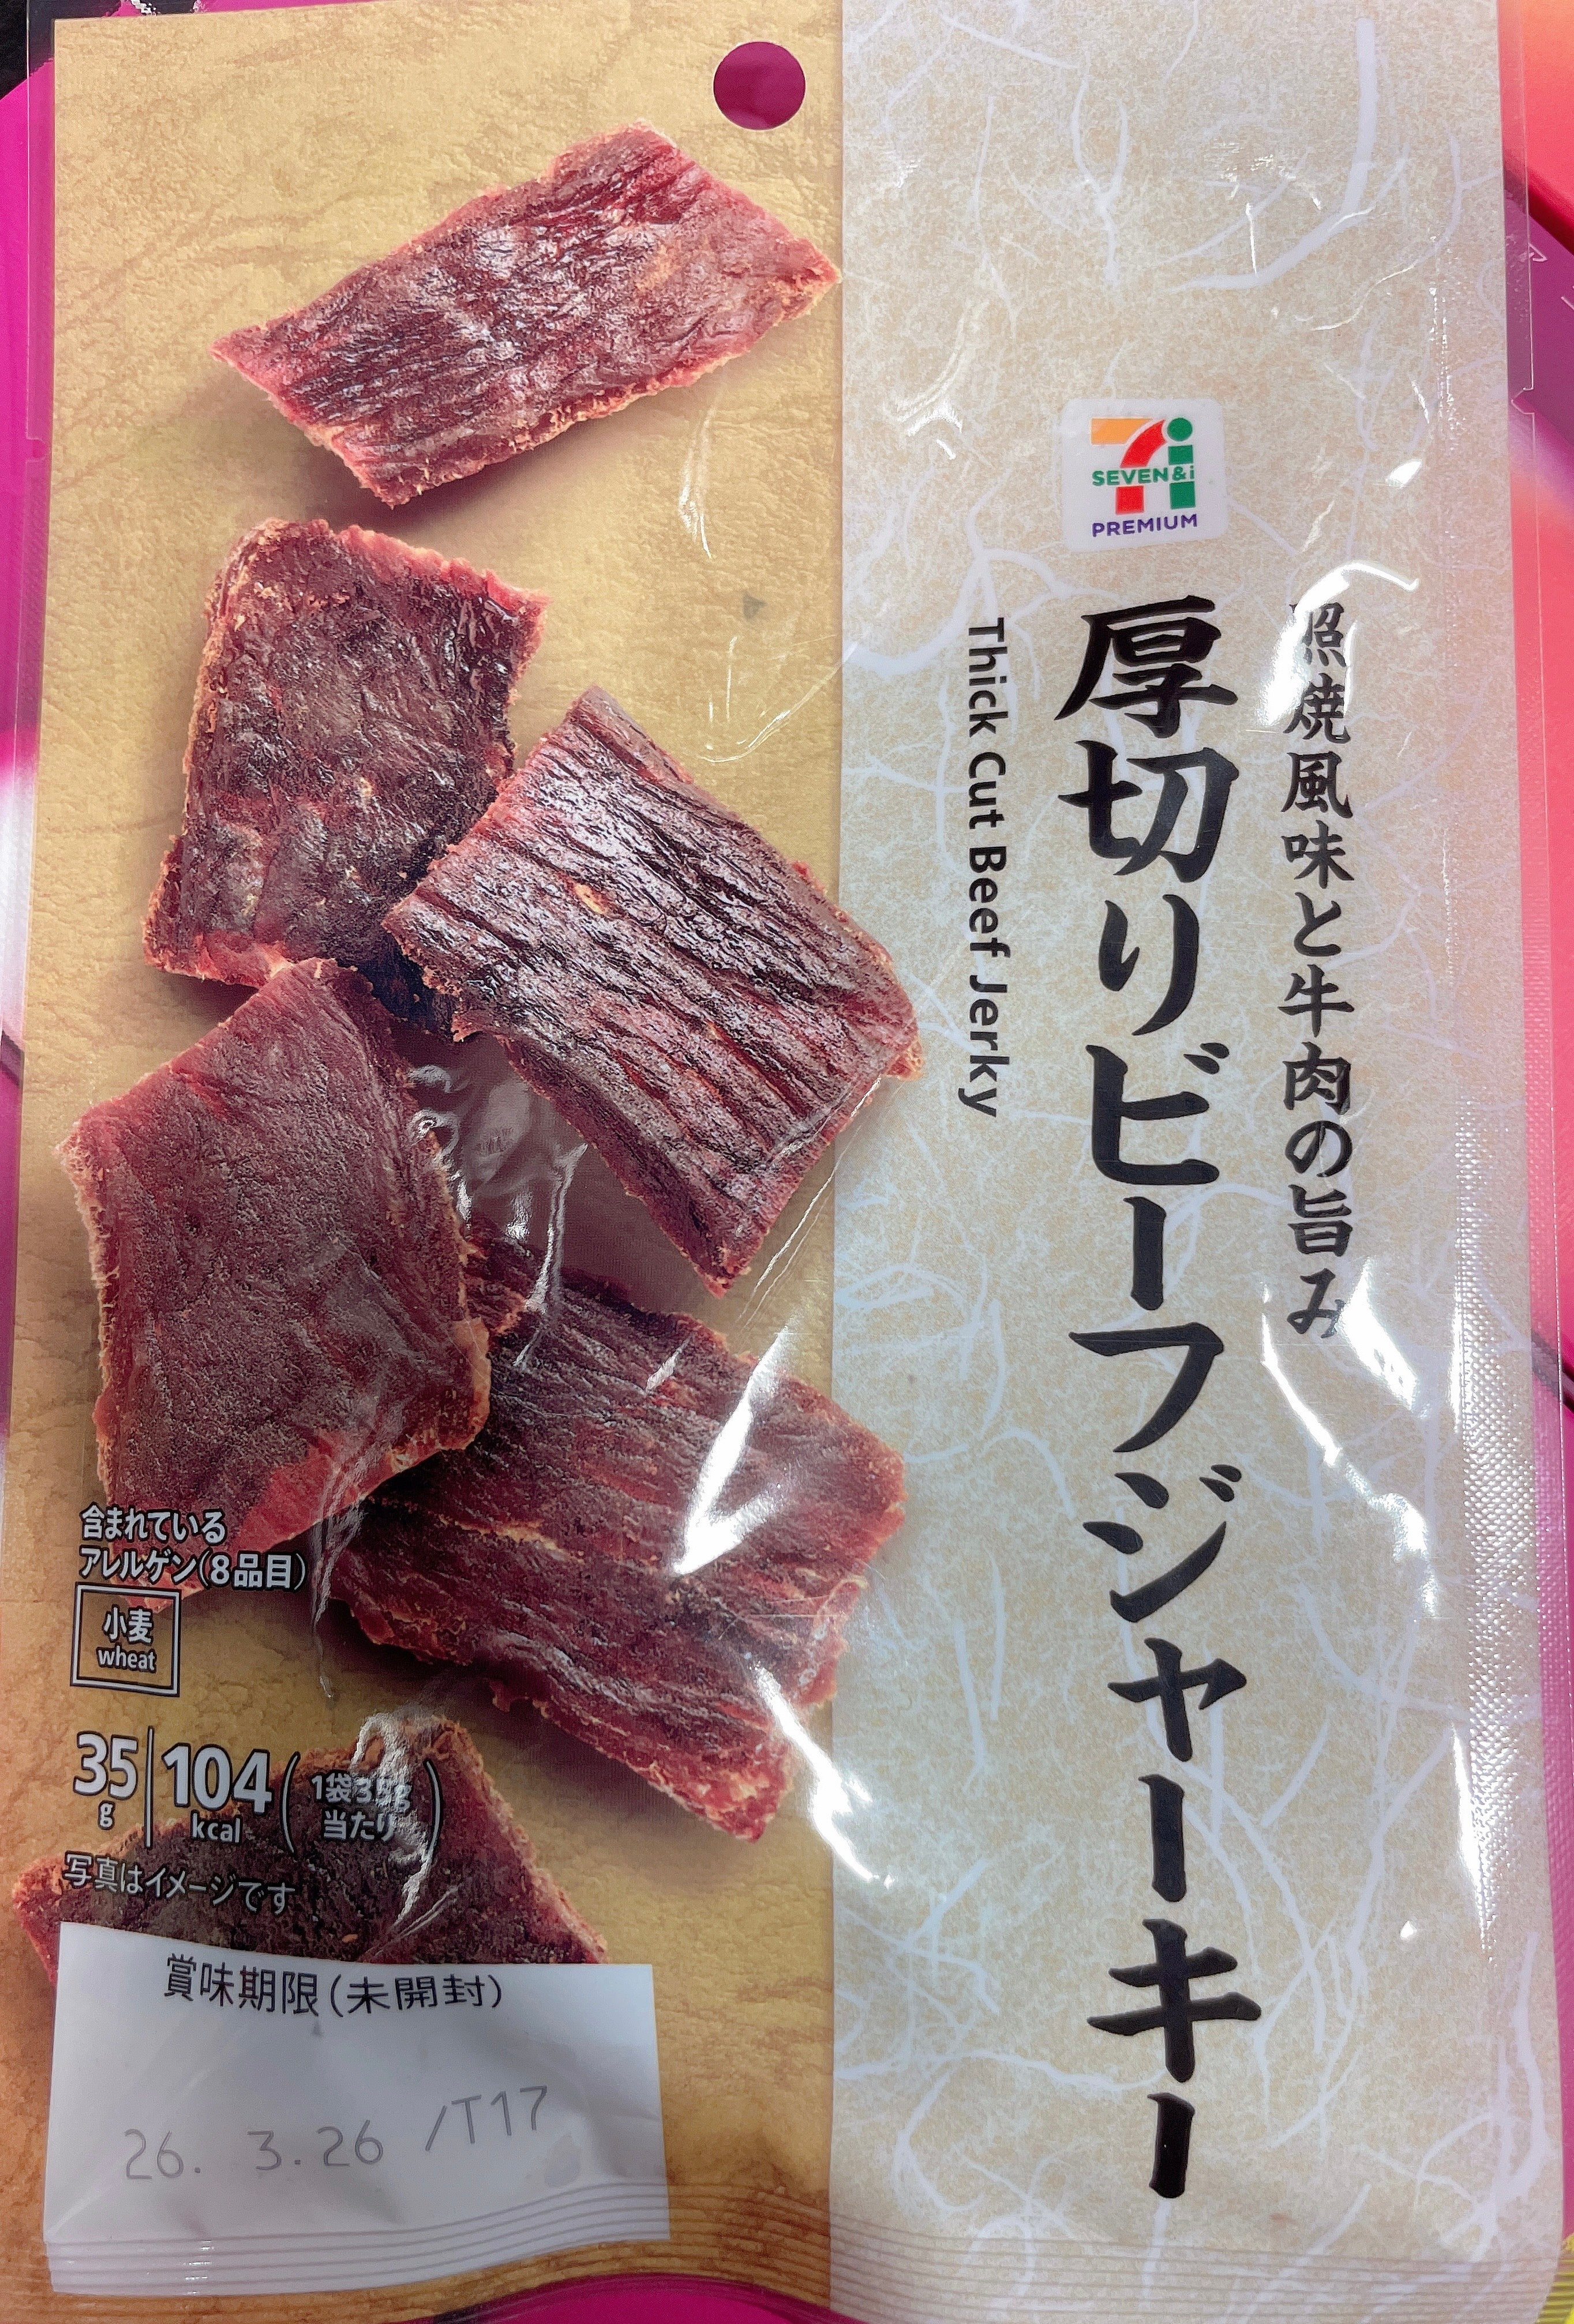 SEVEN&i
PREMIUM
照焼風味と牛肉の旨み
厚切りビーフジャーキー
Thick Cut Beef Jerky
含まれている
アレルゲン(8品目)
小麦
wheat
35g 104kcal (1袋35g当たり)
写真はイメージです
賞味期限(未開封)
26. 3.26 /T17